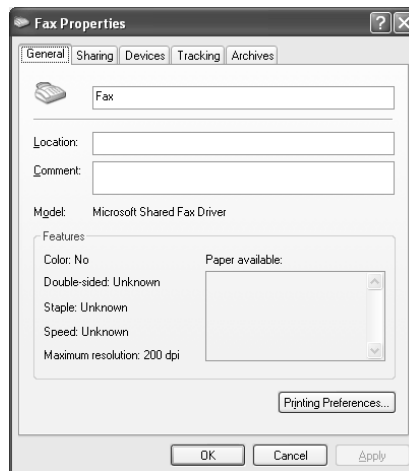 Fax Properties
General Sharing Devices Tracking Archives
Fax
Location:
Comment:
Model: Microsoft Shared Fax Driver
Features
Color: No Paper available:
Double-sided: Unknown
Staple: Unknown
Speed: Unknown
Maximum resolution: 200 dpi
Printing Preferences...
OK Cancel Apply